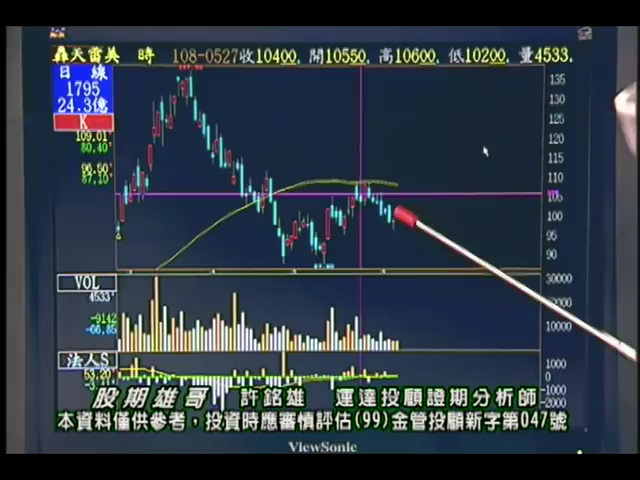 轟天雷美 時 108-0527收10400. 開10550. 高10600. 低10200. 量4533.
日 線
1795
24.3億
K
109.01'
80.40'
96.50'
87.10'
135
130
125
120
115
110
105
100
95
90
VOL
4533'
-9142
-66.85
30000
20000
10000
法人S
53.20
1000
0
-1000
-2000
股期雄哥 許銘雄 運達投顧證期分析師
本資料僅供參考，投資時應審慎評估(99)金管投顧新字第047號
ViewSonic